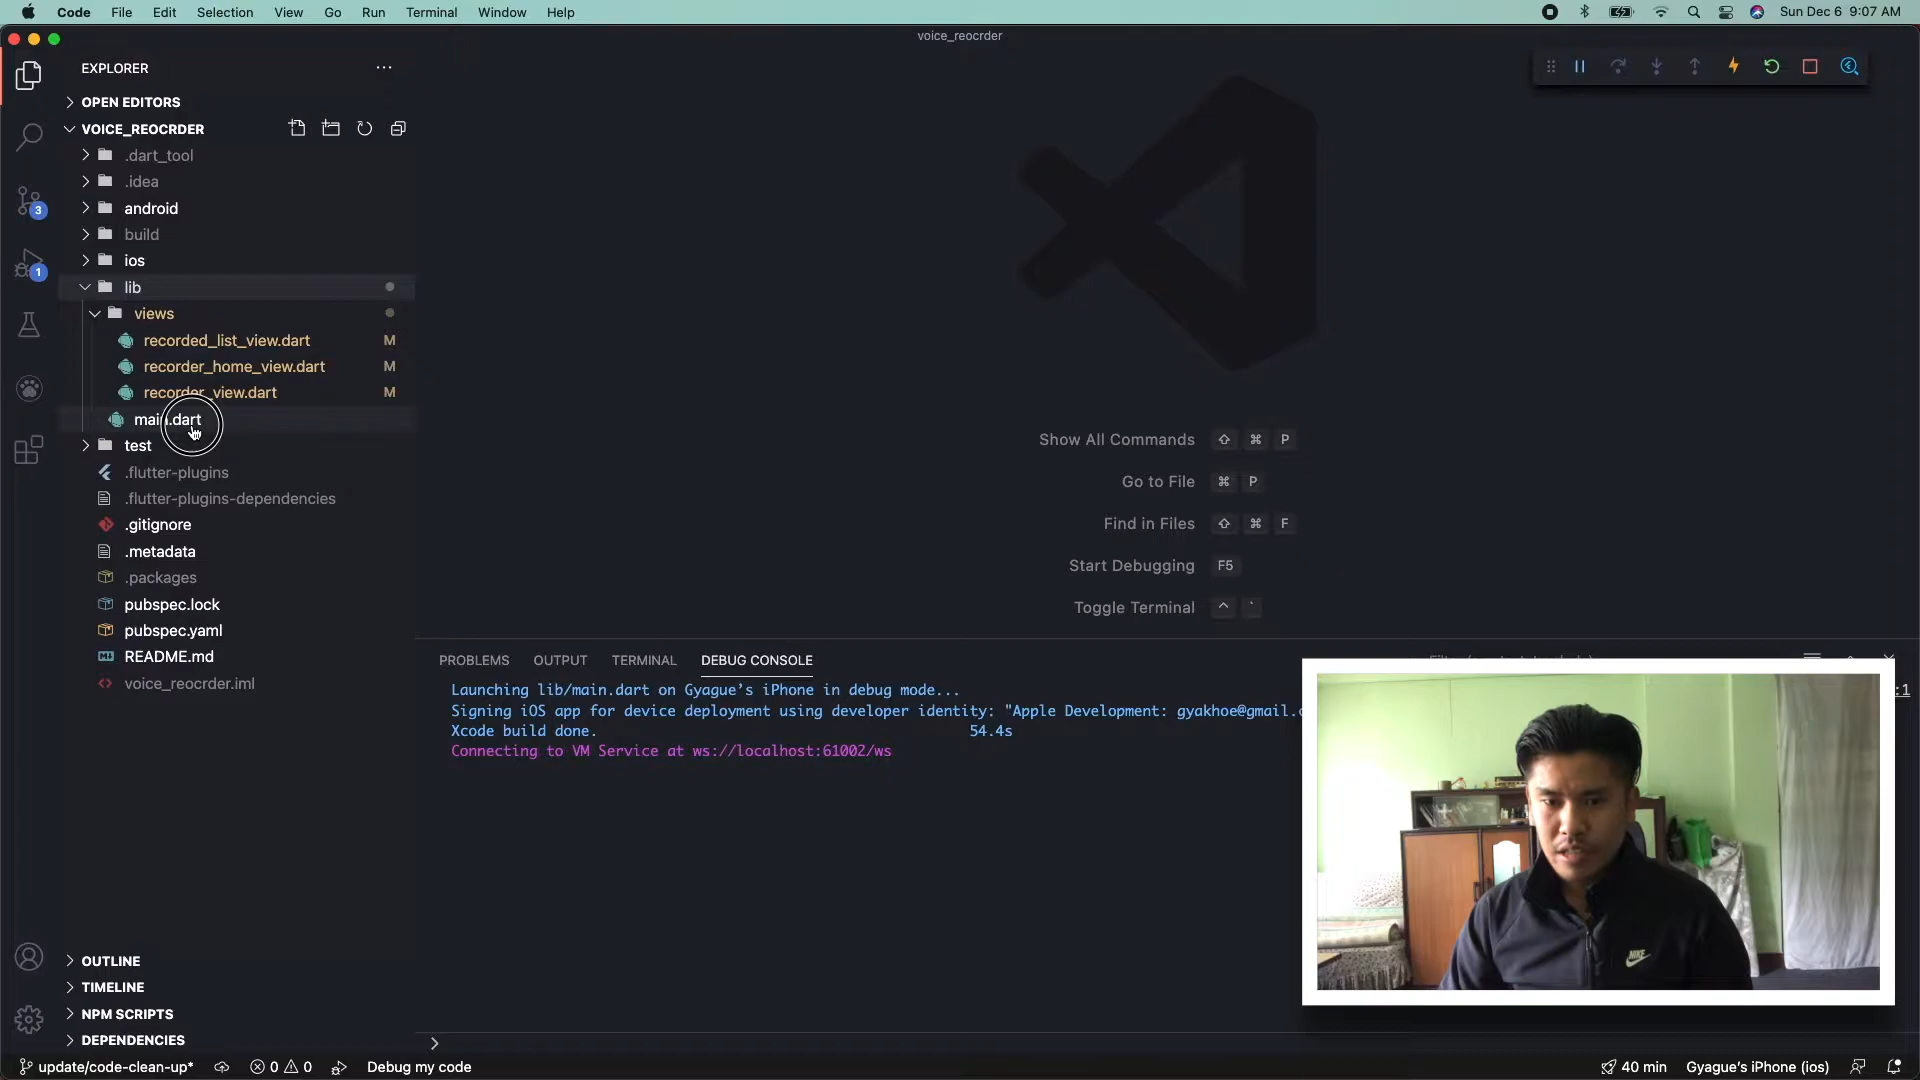 Code File Edit Selection View Go Run Terminal Window Help
Sun Dec 6 9:07 AM
voice_reocrder
EXPLORER
OPEN EDITORS
VOICE_REOCRDER
.dart_tool
.idea
android
build
ios
lib
views
recorded_list_view.dart M
recorder_home_view.dart M
recorder_view.dart M
main.dart
test
.flutter-plugins
.flutter-plugins-dependencies
.gitignore
.metadata
.packages
pubspec.lock
pubspec.yaml
README.md
voice_reocrder.iml
3
1
OUTLINE
TIMELINE
NPM SCRIPTS
DEPENDENCIES
Show All Commands ⇧ ⌘ P
Go to File ⌘ P
Find in Files ⇧ ⌘ F
Start Debugging F5
Toggle Terminal ^ `
PROBLEMS OUTPUT TERMINAL DEBUG CONSOLE
Launching lib/main.dart on Gyague’s iPhone in debug mode...
:1
Signing iOS app for device deployment using developer identity: "Apple Development: gyakhoe@gmail.c
Xcode build done. 54.4s
Connecting to VM Service at ws://localhost:61002/ws
NIKE
update/code-clean-up* 0 0 Debug my code
40 min Gyague's iPhone (ios)